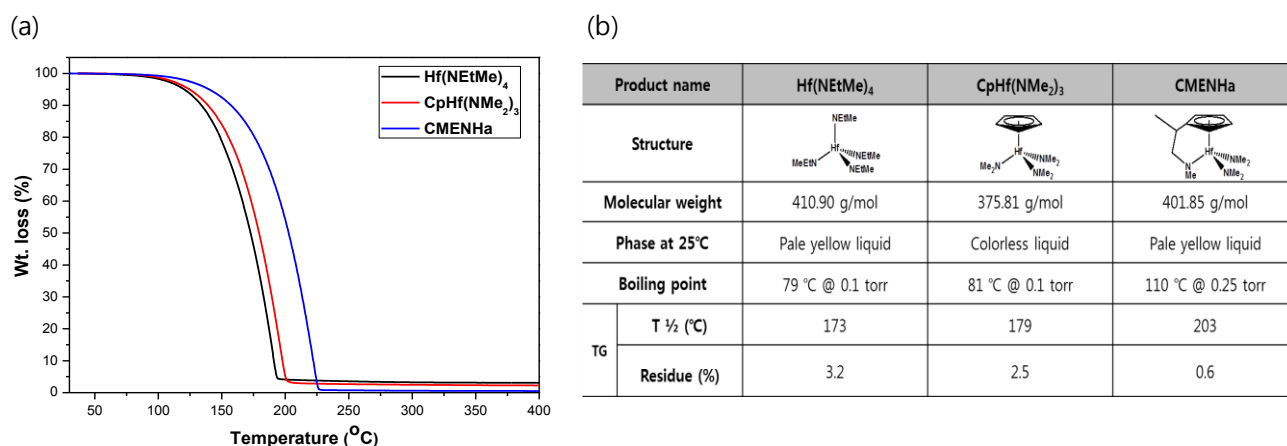 (a)
(b)
Wt. loss (%)
100
90
80
70
60
50
40
30
20
10
0
50 100 150 200 250 300 350 400
Temperature (°C)
Hf(NEtMe)4
CpHf(NMe2)3
CMENHa
Product name Hf(NEtMe)4 CpHf(NMe2)3 CMENHa
Structure
NEtMe
Hf
MeEtN NEtMe
NEtMe
Hf
Me2N NMe2
NMe2
Hf
N NMe2
Me NMe2
Molecular weight 410.90 g/mol 375.81 g/mol 401.85 g/mol
Phase at 25℃ Pale yellow liquid Colorless liquid Pale yellow liquid
Boiling point 79 ℃ @ 0.1 torr 81 ℃ @ 0.1 torr 110 ℃ @ 0.25 torr
TG
T ½ (℃) 173 179 203
Residue (%) 3.2 2.5 0.6